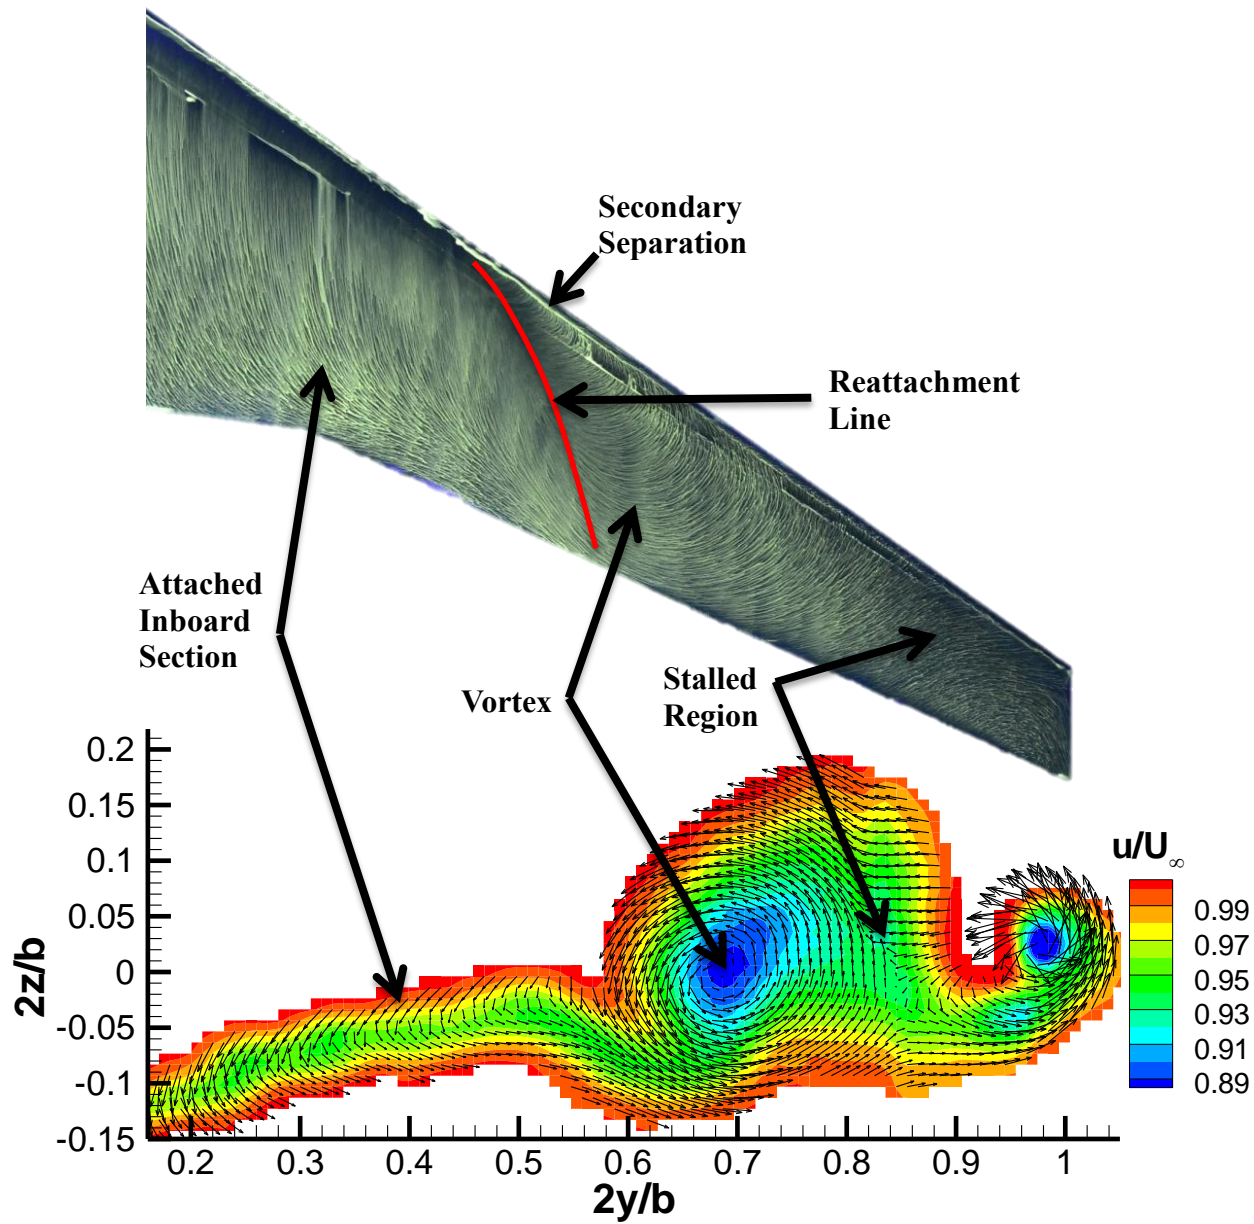 Secondary
Separation
Reattachment
Line
Attached
Inboard
Section
Vortex
Stalled
Region
0.2
0.15
0.1
0.05
0
-0.05
-0.1
-0.15
2z/b
0.2
0.3
0.4
0.5
0.6
0.7
0.8
0.9
1
2y/b
u/U∞
0.99
0.97
0.95
0.93
0.91
0.89